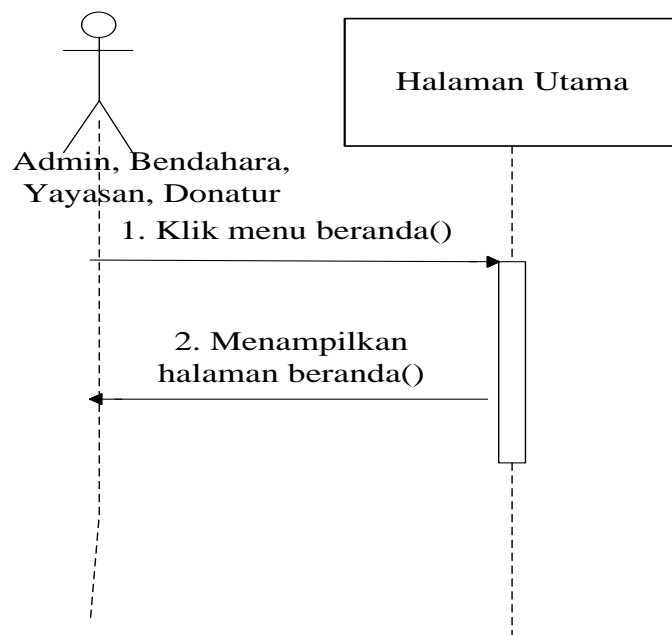 Halaman Utama
Admin, Bendahara,
Yayasan, Donatur
1. Klik menu beranda()
2. Menampilkan
halaman beranda()